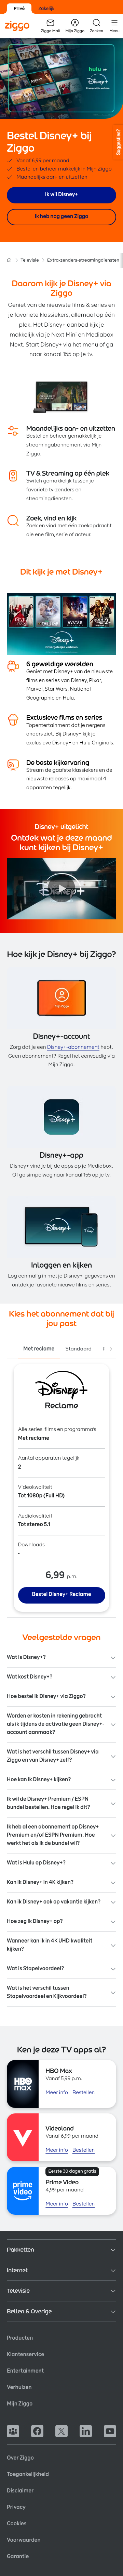 Privé
Zakelijk
ziggo
Ziggo Mail
Mijn Ziggo
Zoeken
Menu
hulu
Disney+
Bestel Disney+ bij
Ziggo
Vanaf 6,99 per maand
Bestel en beheer makkelijk in Mijn Ziggo
Maandelijks aan- en uitzetten
Ik wil Disney+
Ik heb nog geen Ziggo
Suggesties?
Televisie
Extra-zenders-streamingdiensten
Daarom kijk je Disney+ via
Ziggo
Geniet van de nieuwste films & series en
je favoriete klassiekers, allemaal op één
plek. Het Disney+ aanbod kijk je
makkelijk via je Next Mini en Mediabox
Next. Start Disney+ via het menu of ga
naar kanaal 155 op je tv.
Maandelijks aan- en uitzetten
Bestel en beheer gemakkelijk je
streamingabonnement via Mijn
Ziggo.
TV & Streaming op één plek
Switch gemakkelijk tussen je
favoriete tv-zenders en
streamingdiensten.
Zoek, vind en kijk
Zoek en vind met één zoekopdracht
die een film, serie of acteur.
Dit kijk je met Disney+
AVATAR
Disney+
6 geweldige werelden
Geniet met Disney+ van de nieuwste
films en series van Disney, Pixar,
Marvel, Star Wars, National
Geographic en Hulu.
Exclusieve films en series
Topentertainment dat je nergens
anders ziet. Bij Disney+ kijk je
exclusieve Disney+ en Hulu Originals.
De beste kijkervaring
Stream de gaafste klassiekers en de
nieuwste releases op maximaal 4
apparaten tegelijk.
Disney+ uitgelicht
Ontdek wat je deze maand
kunt kijken bij Disney+
DISNEY+
Hoe kijk je Disney+ bij Ziggo?
Disney+-account
Zorg dat je een Disney+-abonnement hebt.
Geen abonnement? Regel het eenvoudig via
Mijn Ziggo.
Disney+
Disney+-app
Disney+ vind je bij de apps op je Mediabox.
Of ga simpelweg naar kanaal 155 op je tv.
Disney+
Inloggen en kijken
Log eenmalig in met je Disney+-gegevens en
ontdek de favoriete nieuwe films en series.
Kies het abonnement dat bij
jou past
Met reclame
Standaard
P
Disney+
Reclame
Alle series, films en programma's
Met reclame
Aantal apparaten tegelijk
2
Videokwaliteit
Tot 1080p (Full HD)
Audiokwaliteit
Tot stereo 5.1
Downloads
-
6,99 p.m.
Bestel Disney+ Reclame
Veelgestelde vragen
Wat is Disney+?
Wat kost Disney+?
Hoe bestel ik Disney+ via Ziggo?
Worden er kosten in rekening gebracht
als ik tijdens de activatie geen Disney+-
account aanmaak?
Wat is het verschil tussen Disney+ via
Ziggo en van Disney+ zelf?
Hoe kan ik Disney+ kijken?
Ik wil de Disney+ Premium / ESPN
bundel bestellen. Hoe regel ik dit?
Ik heb al een abonnement op Disney+
Premium en/of ESPN Premium. Hoe
werkt het als ik de bundel wil?
Wat is Hulu op Disney+?
Kan ik Disney+ in 4K kijken?
Kan ik Disney+ ook op vakantie kijken?
Hoe zeg ik Disney+ op?
Wanneer kan ik in 4K UHD kwaliteit
kijken?
Wat is Stapelvoordeel?
Wat is het verschil tussen
Stapelvoordeel en Kijkvoordeel?
Ken je deze TV apps al?
HBO
max
HBO Max
Vanaf 5,99 p.m.
Meer info
Bestellen
Videoland
Vanaf 6,99 per maand
Meer info
Bestellen
prime
video
Eerste 30 dagen gratis
Prime Video
4,99 per maand
Meer info
Bestellen
Pakketten
Internet
Televisie
Bellen & Overige
Producten
Klantenservice
Entertainment
Verhuizen
Mijn Ziggo
Over Ziggo
Toegankelijkheid
Disclaimer
Privacy
Cookies
Voorwaarden
Garantie